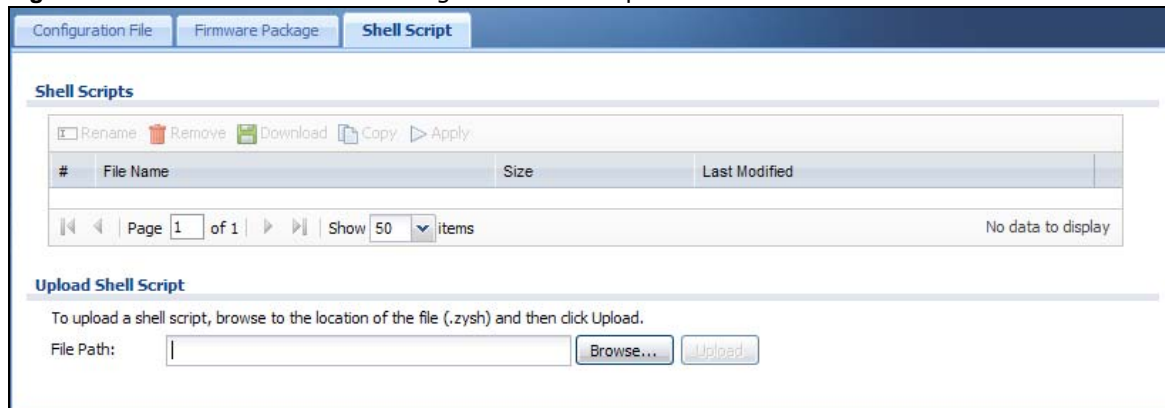 Configuration File Firmware Package Shell Script
Shell Scripts
Rename Remove Download Copy Apply
# File Name Size Last Modified
Page 1 of 1 Show 50 items No data to display
Upload Shell Script
To upload a shell script, browse to the location of the file (.zysh) and then click Upload.
File Path: Browse... Upload